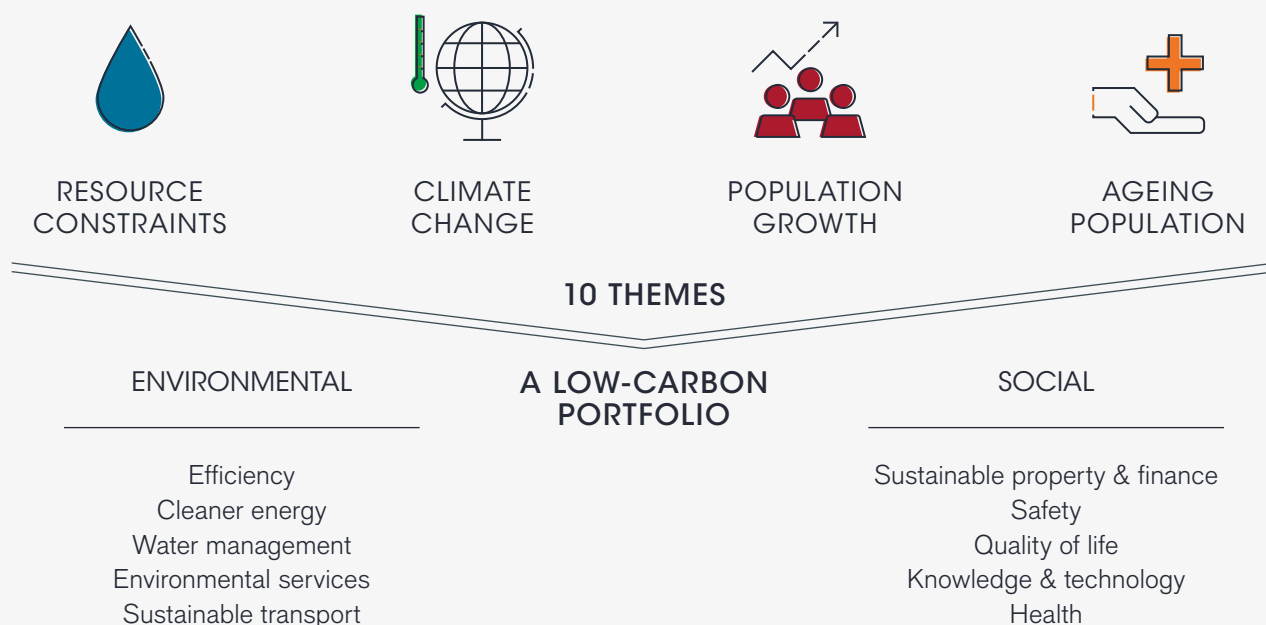 RESOURCE
CONSTRAINTS
CLIMATE
CHANGE
POPULATION
GROWTH
AGEING
POPULATION
10 THEMES
A LOW-CARBON
PORTFOLIO
ENVIRONMENTAL
Efficiency
Cleaner energy
Water management
Environmental services
Sustainable transport
SOCIAL
Sustainable property & finance
Safety
Quality of life
Knowledge & technology
Health